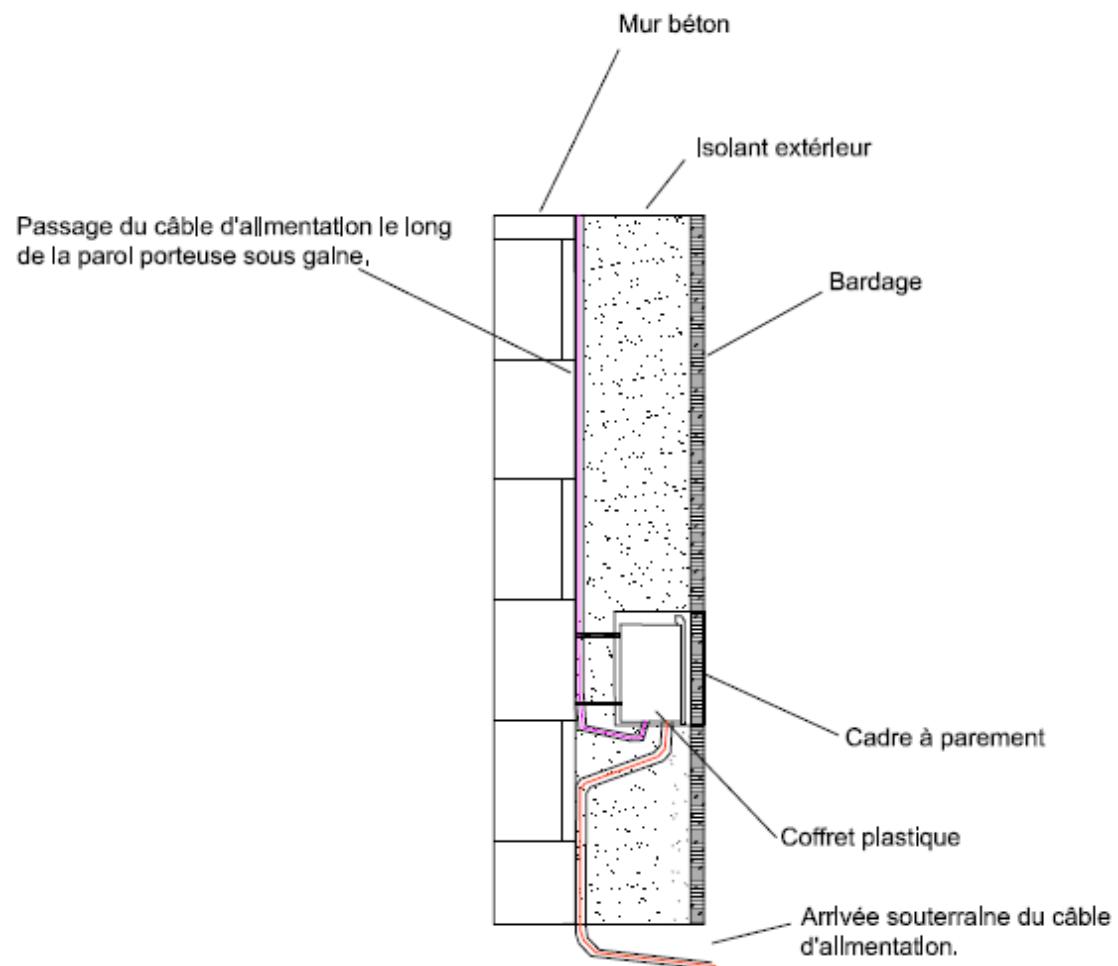 Mur béton
Isolant extérieur
Passage du câble d'alimentation le long
de la paroi porteuse sous gaine.
Bardage
Cadre à parement
Coffret plastique
Arrivée souterraine du câble
d'alimentation.